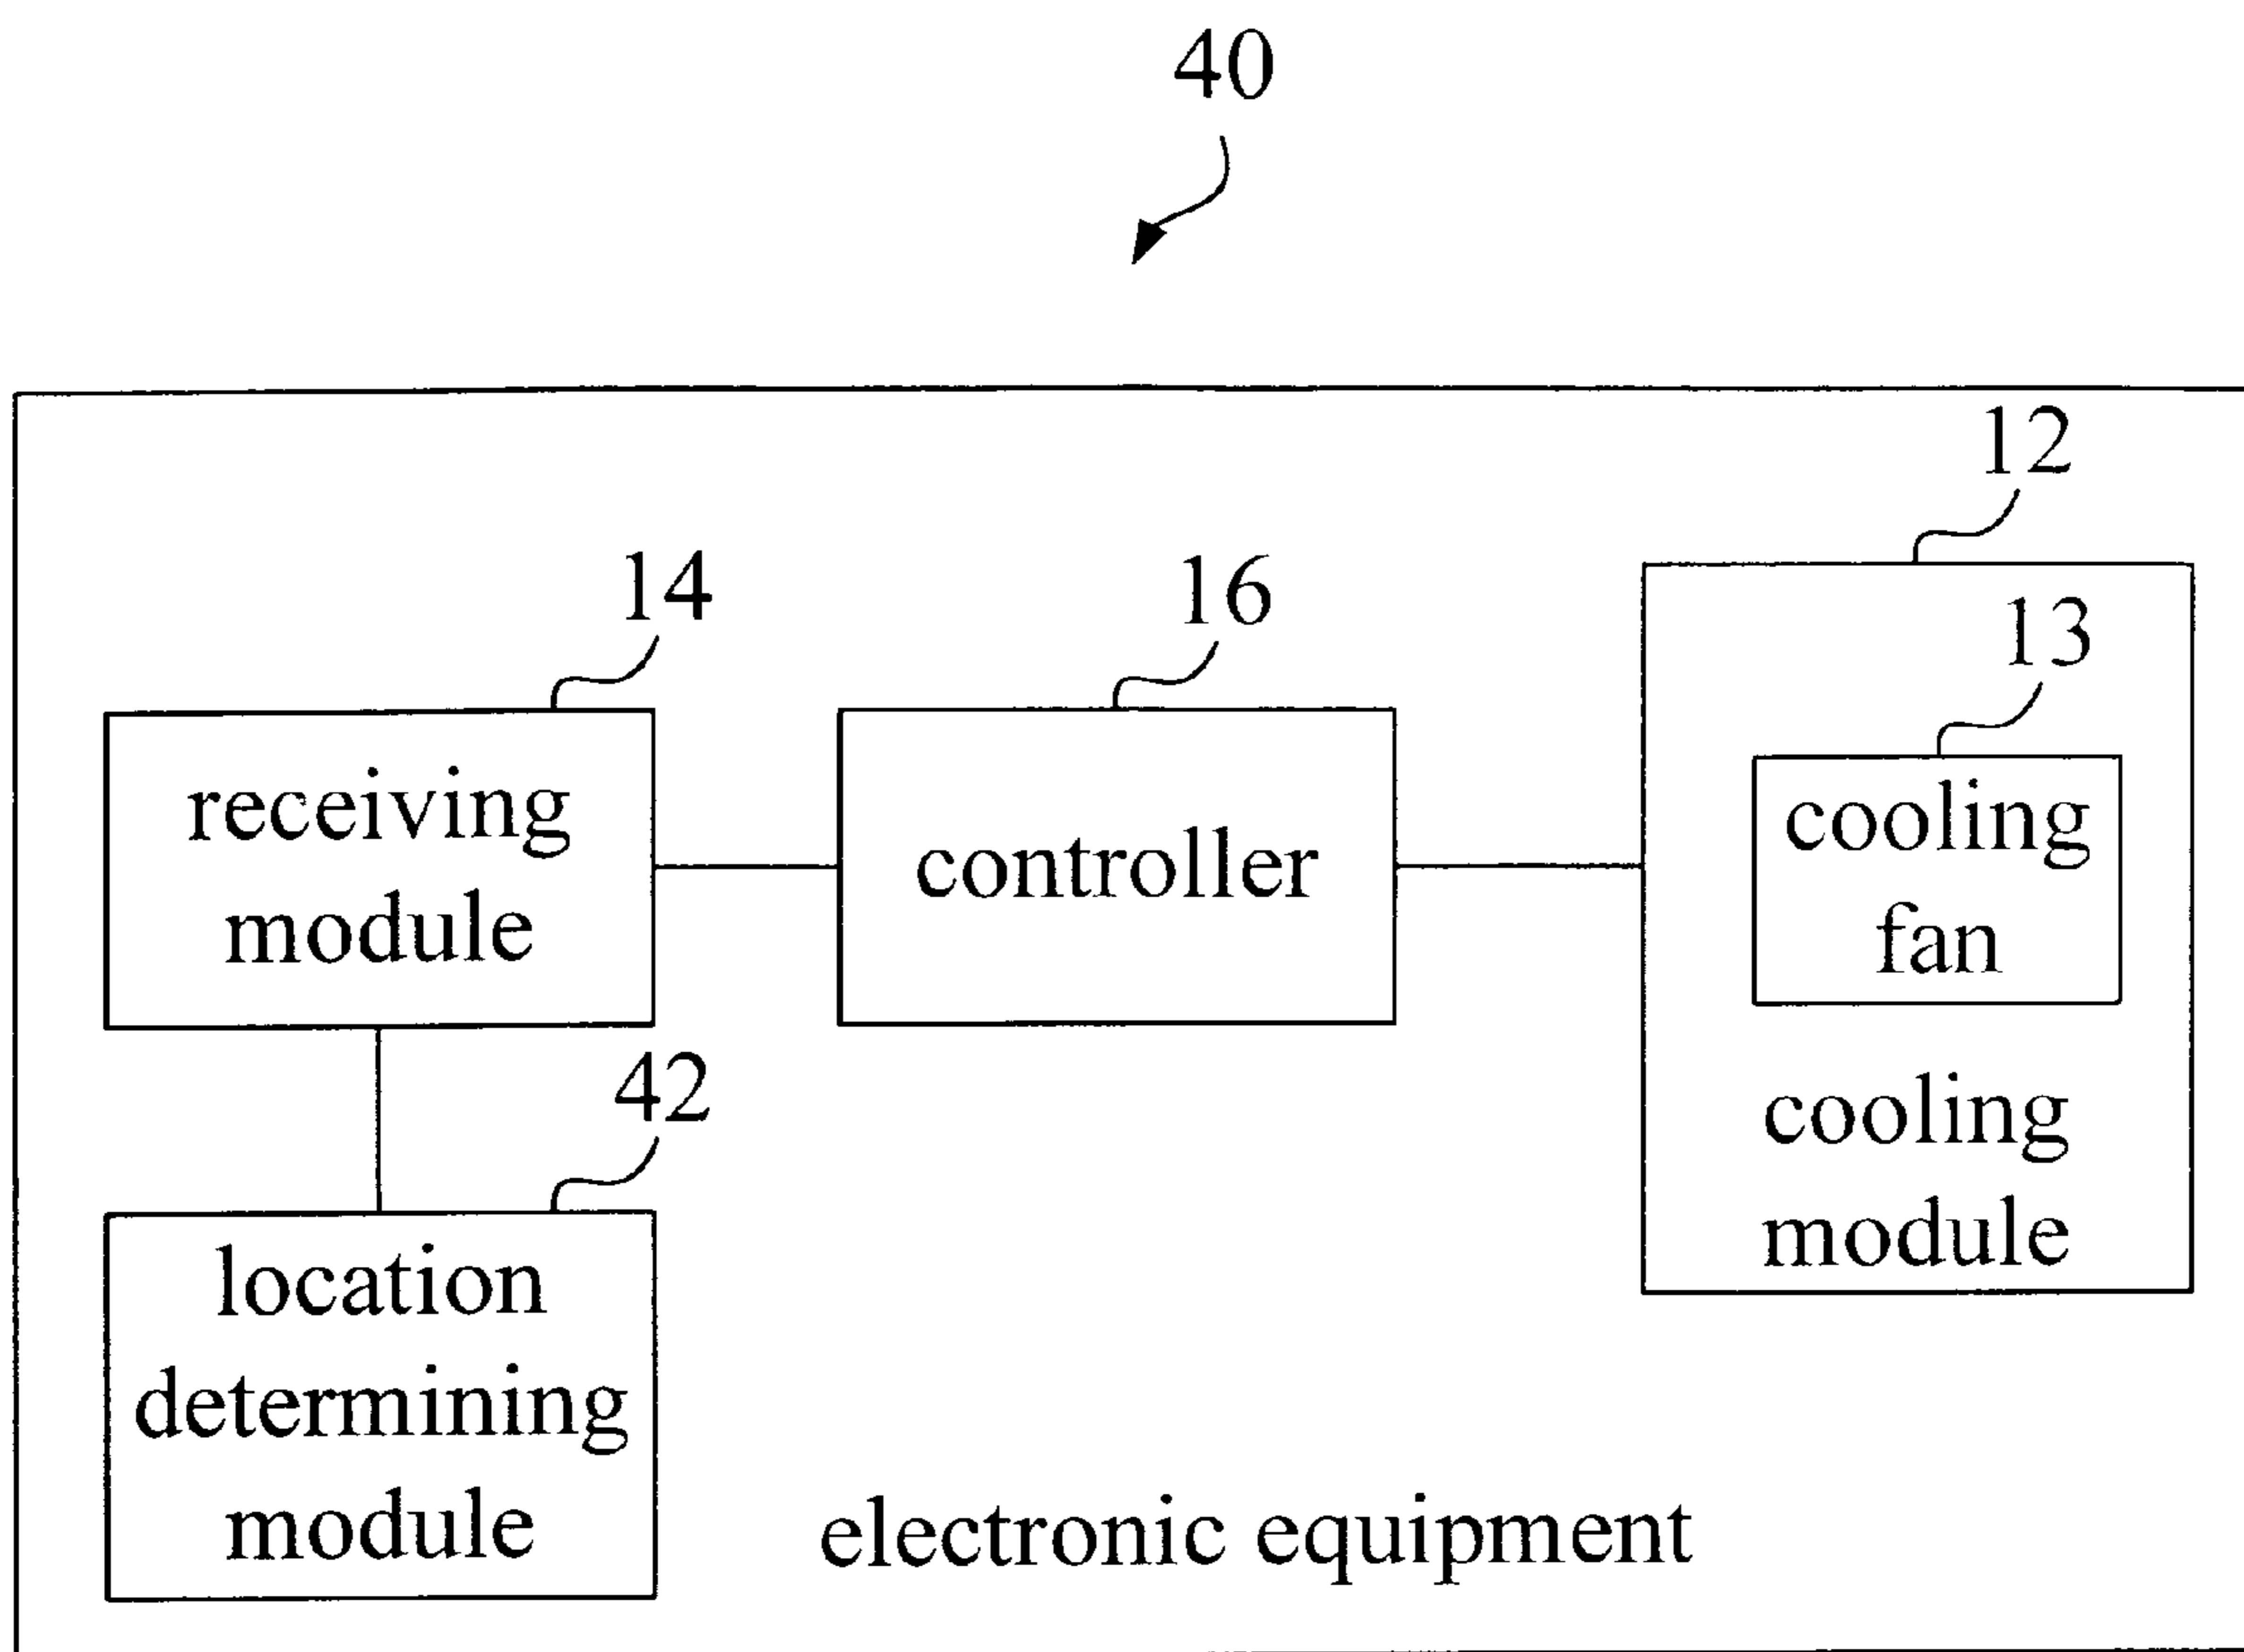 40
12
14
16
13
receiving
module
controller
cooling
fan
cooling
module
42
location
determining
module
electronic equipment